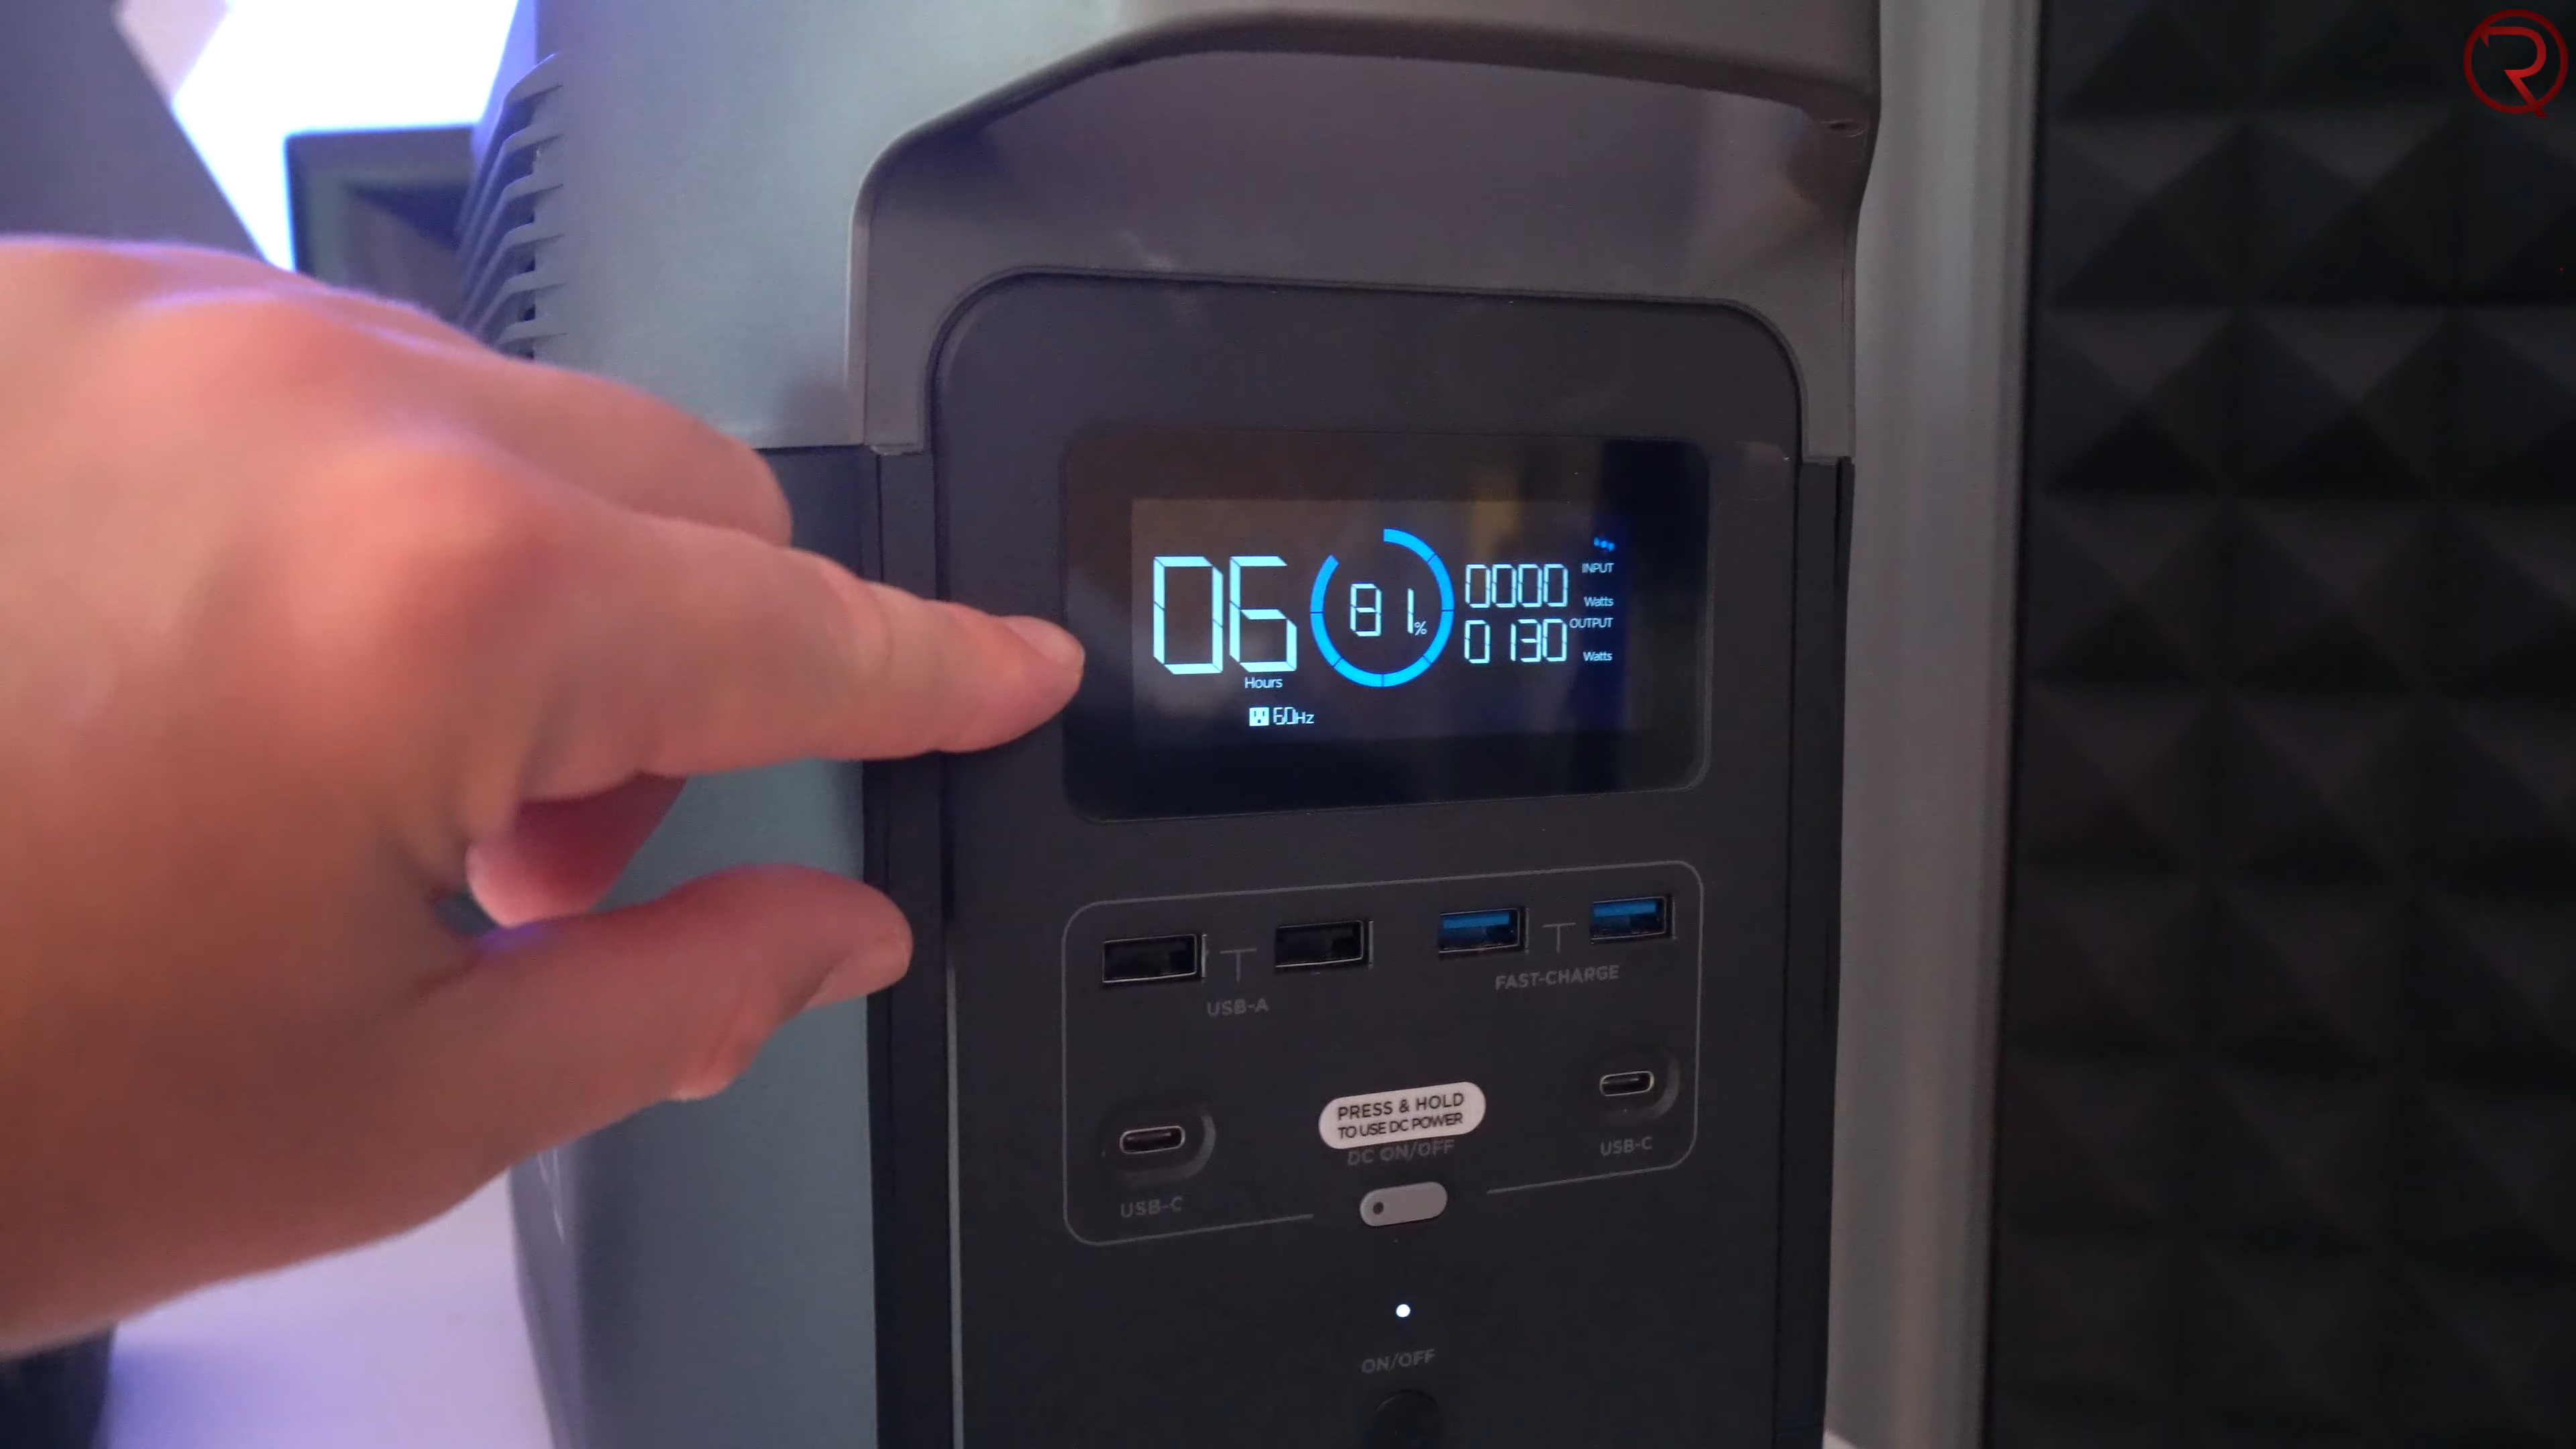 06
Hours
60Hz
81%
INPUT
0000
Watts
OUTPUT
0130
Watts
USB-A
FAST-CHARGE
PRESS & HOLD
TO USE DC POWER
DC ON/OFF
USB-C
USB-C
ON/OFF
R